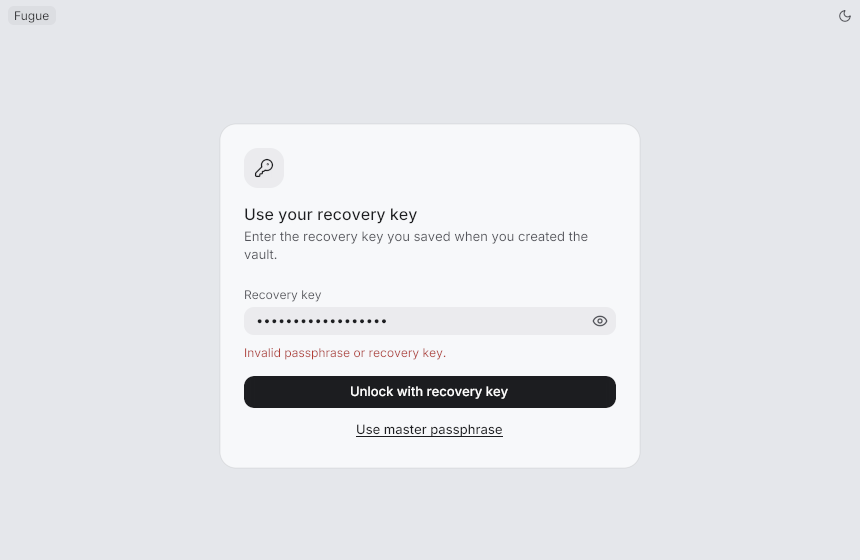 Fugue
Use your recovery key
Enter the recovery key you saved when you created the
vault.
Recovery key
••••••••••••••••••
Invalid passphrase or recovery key.
Unlock with recovery key
Use master passphrase